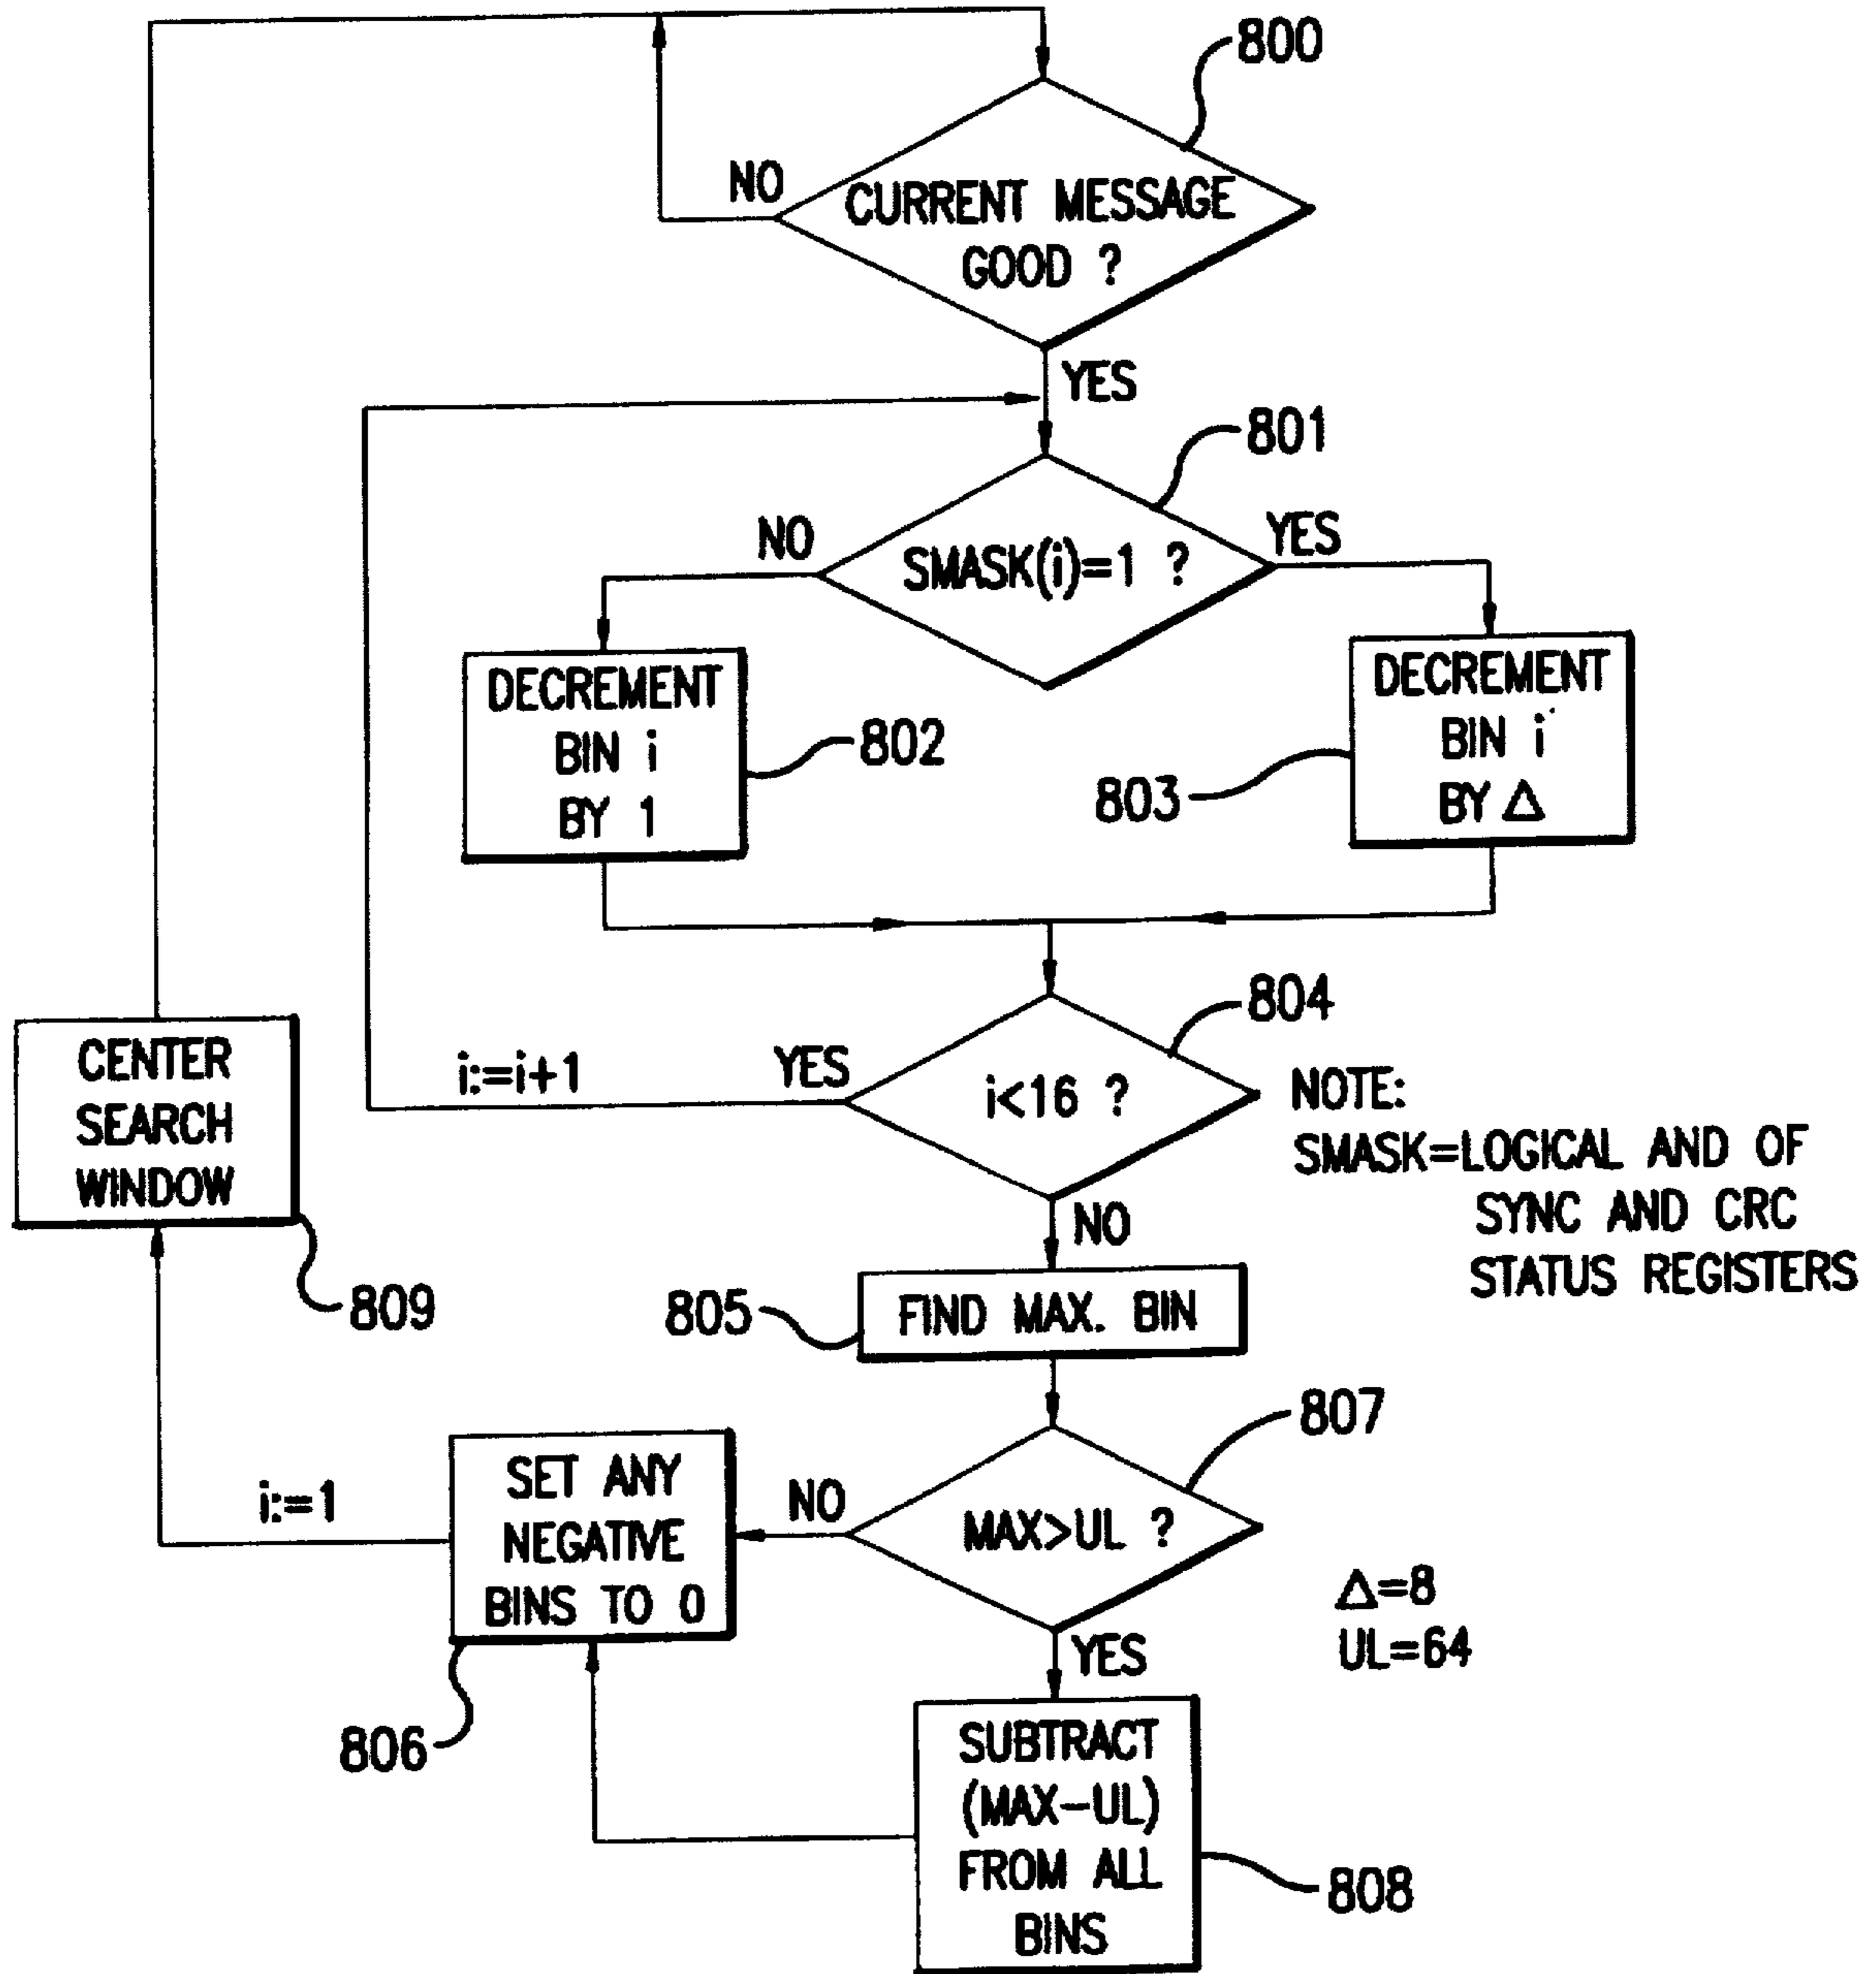 800
NO
CURRENT MESSAGE
GOOD ?
YES
801
NO
YES
SMASK(i)=1 ?
DECREMENT
BIN i
BY 1
802
DECREMENT
BIN i
BY Δ
803
804
i:=i+1
YES
i<16 ?
NOTE:
SMASK=LOGICAL AND OF
SYNC AND CRC
STATUS REGISTERS
CENTER
SEARCH
WINDOW
809
NO
805
FIND MAX. BIN
807
i:=1
SET ANY
NEGATIVE
BINS TO 0
806
NO
MAX>UL ?
Δ=8
UL=64
YES
SUBTRACT
(MAX-UL)
FROM ALL
BINS
808